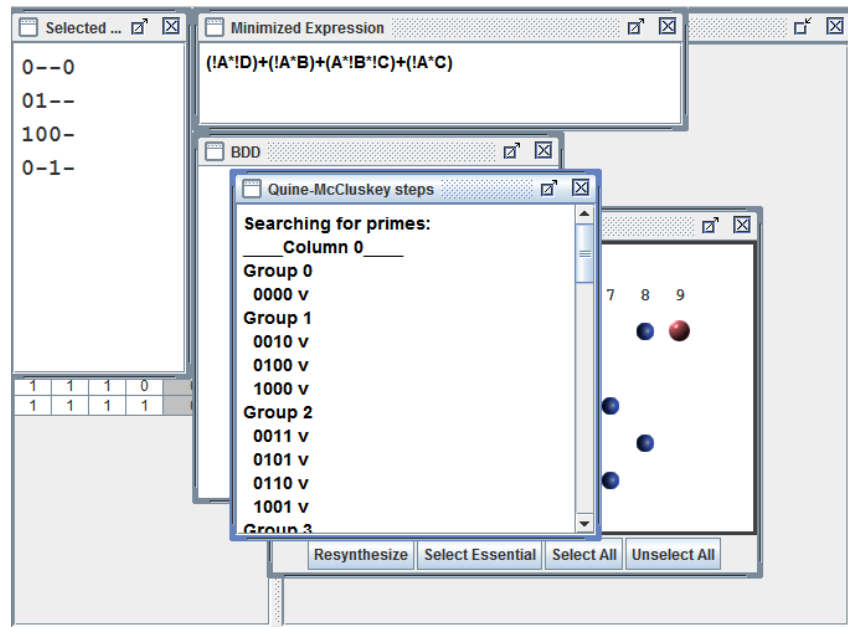 Selected ...
0--0
01--
100-
0-1-
Minimized Expression
(!A*!D)+(!A*B)+(A*!B*!C)+(!A*C)
BDD
Quine-McCluskey steps
Searching for primes:
____Column 0____
Group 0
0000 v
Group 1
0010 v
0100 v
1000 v
Group 2
0011 v
0101 v
0110 v
1001 v
Group 3
7 8 9
1 1 1 0
1 1 1 1
Resynthesize Select Essential Select All Unselect All